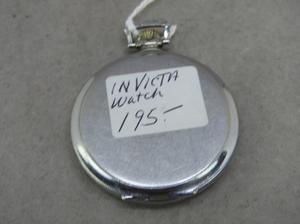 INVICTA
Watch
195.-